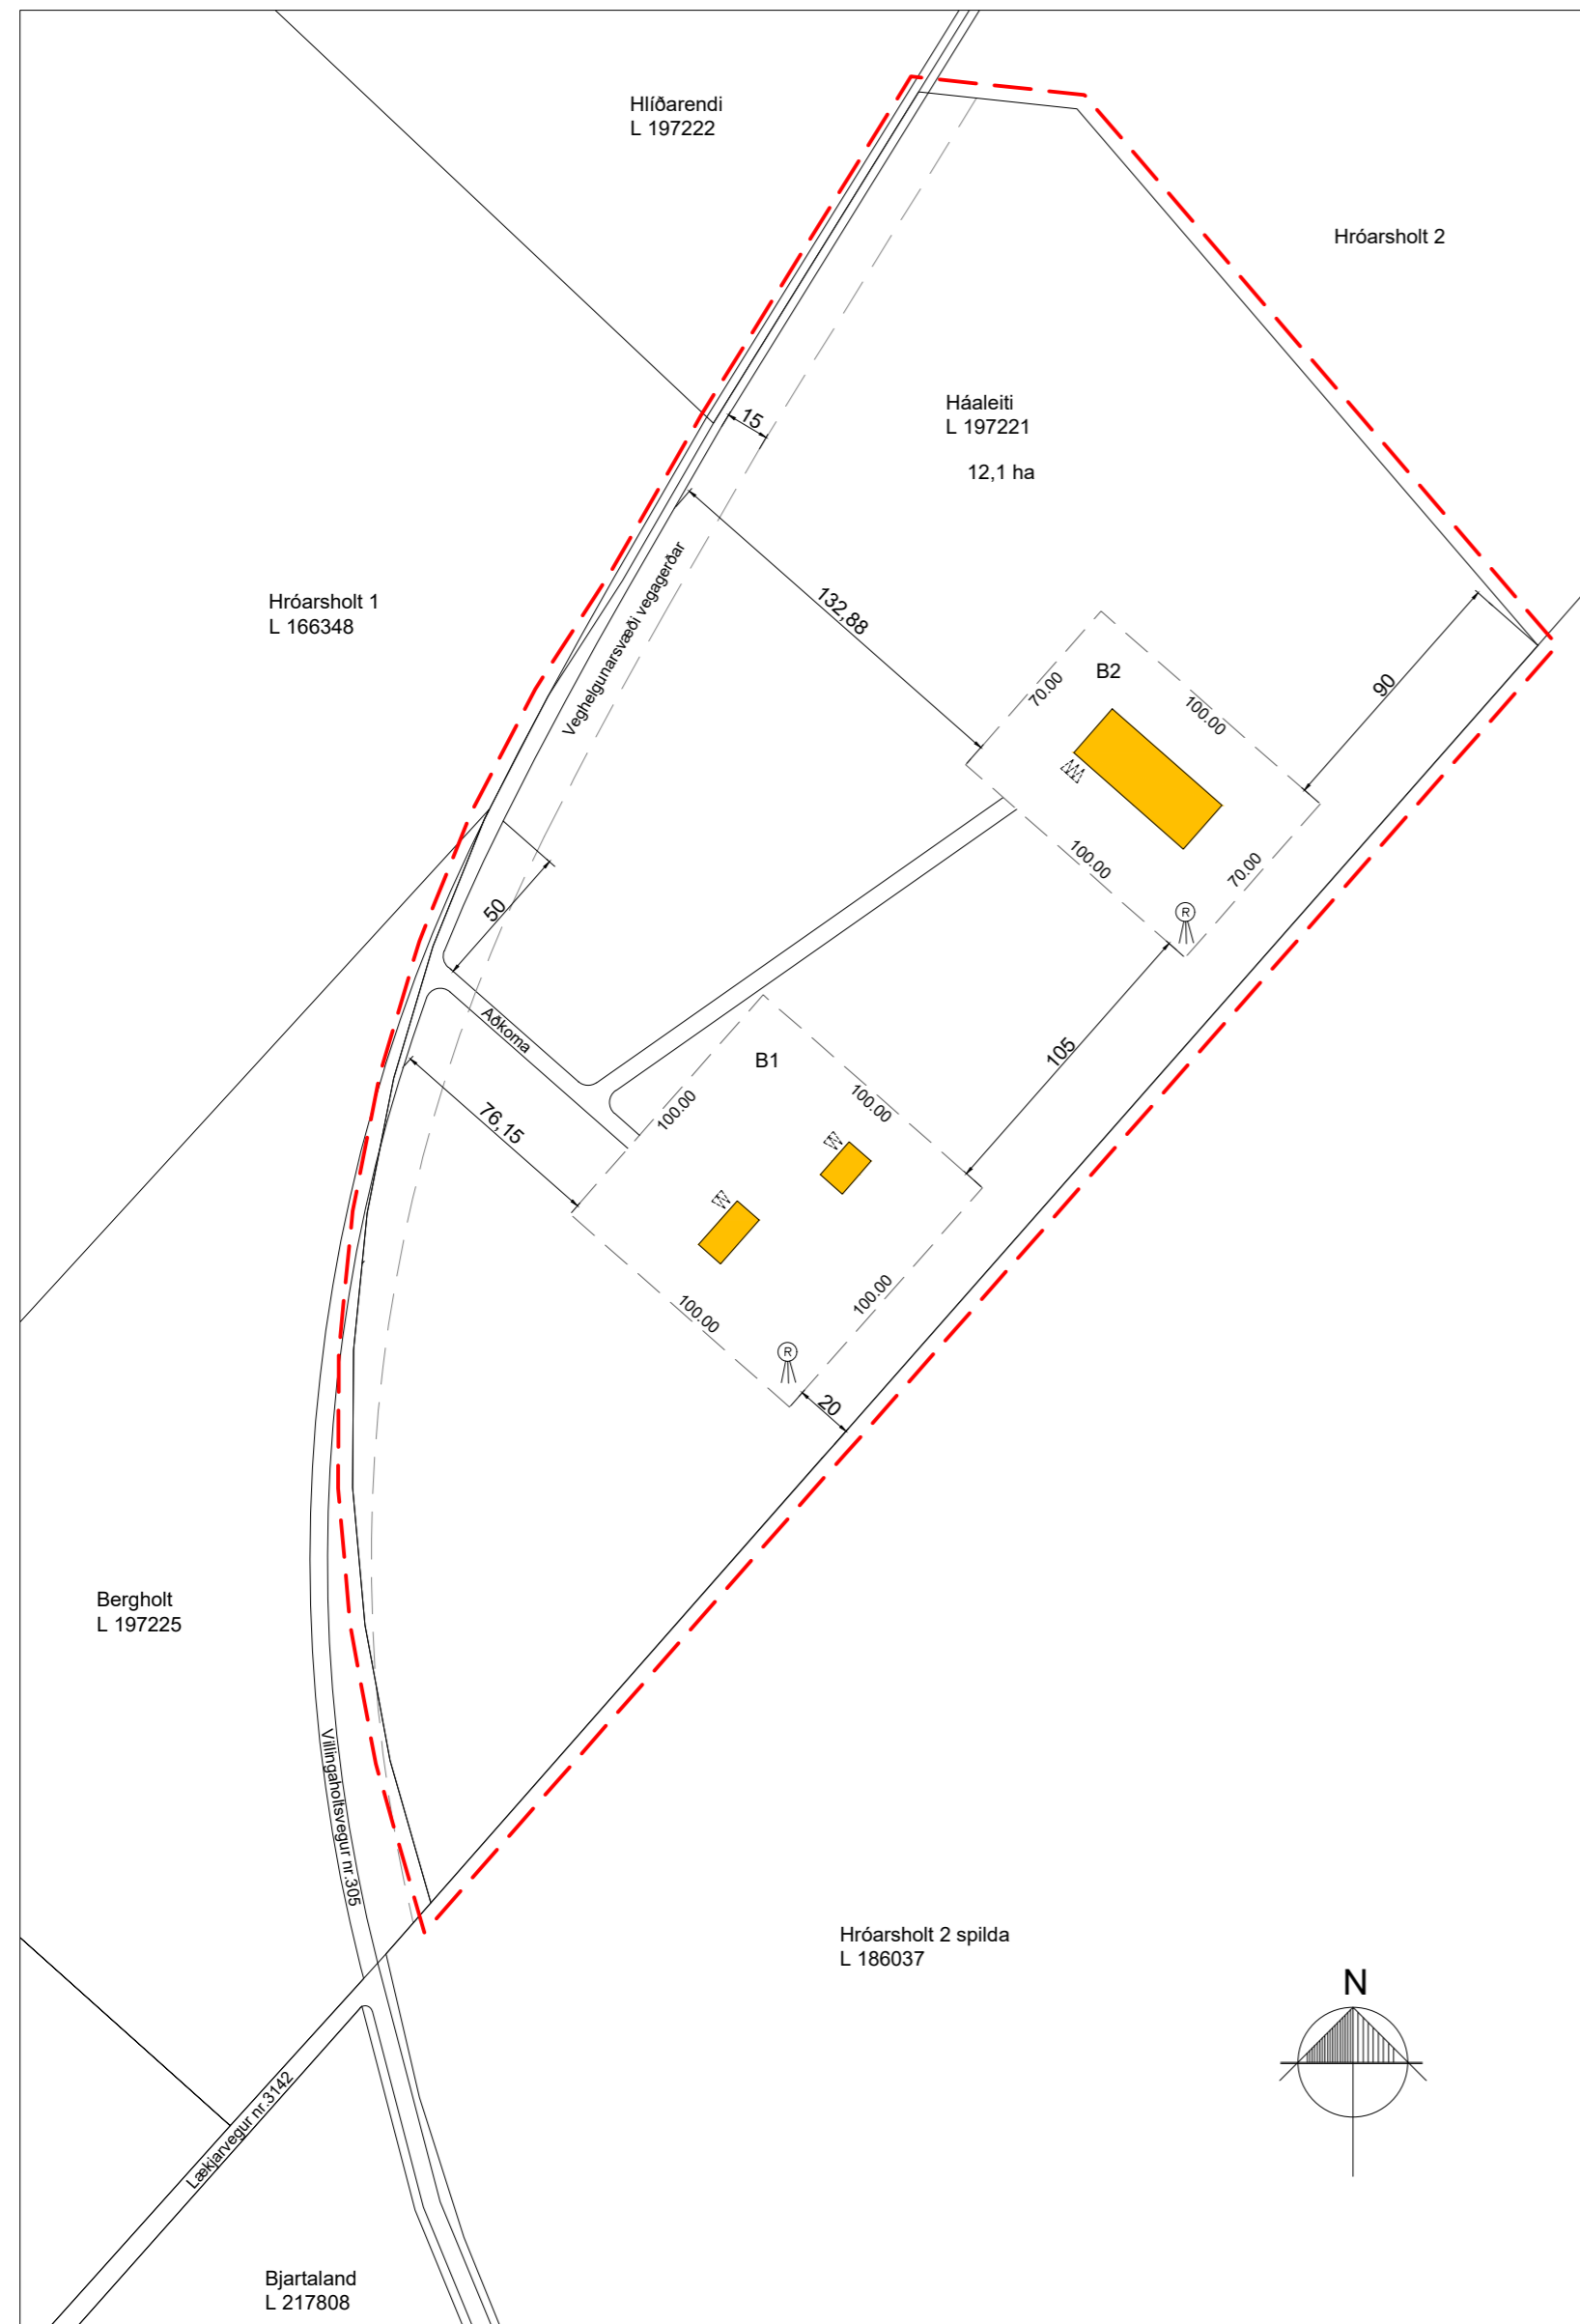 Hlíðarendi
L 197222
Hróarsholt 2
Háaleiti
L 197221
12,1 ha
15
Veghelgunarsvæði vegagerðar
Hróarsholt 1
L 166348
132,88
B2
70.00
100.00
90
100.00
70.00
R
50
Aðkoma
105
B1
100.00
100.00
76,15
100.00
100.00
R
20
Bergholt
L 197225
Villingaholtsvegur nr.305
Hróarsholt 2 spilda
L 186037
N
Lækjarvegur nr.3142
Bjartaland
L 217808